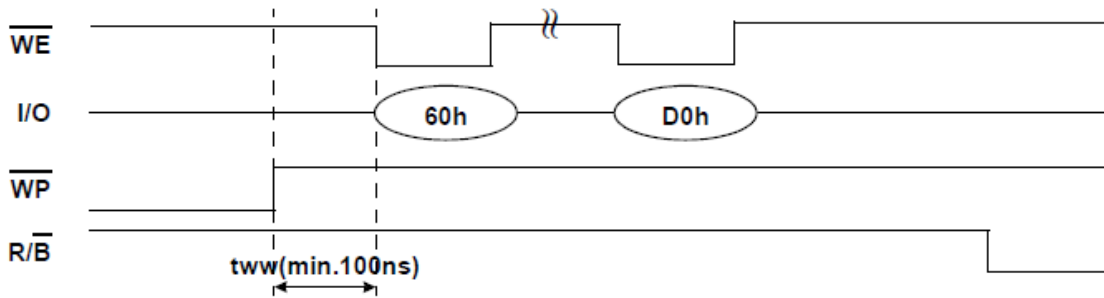 WE
I/O
60h
D0h
WP
R/B
tww(min.100ns)